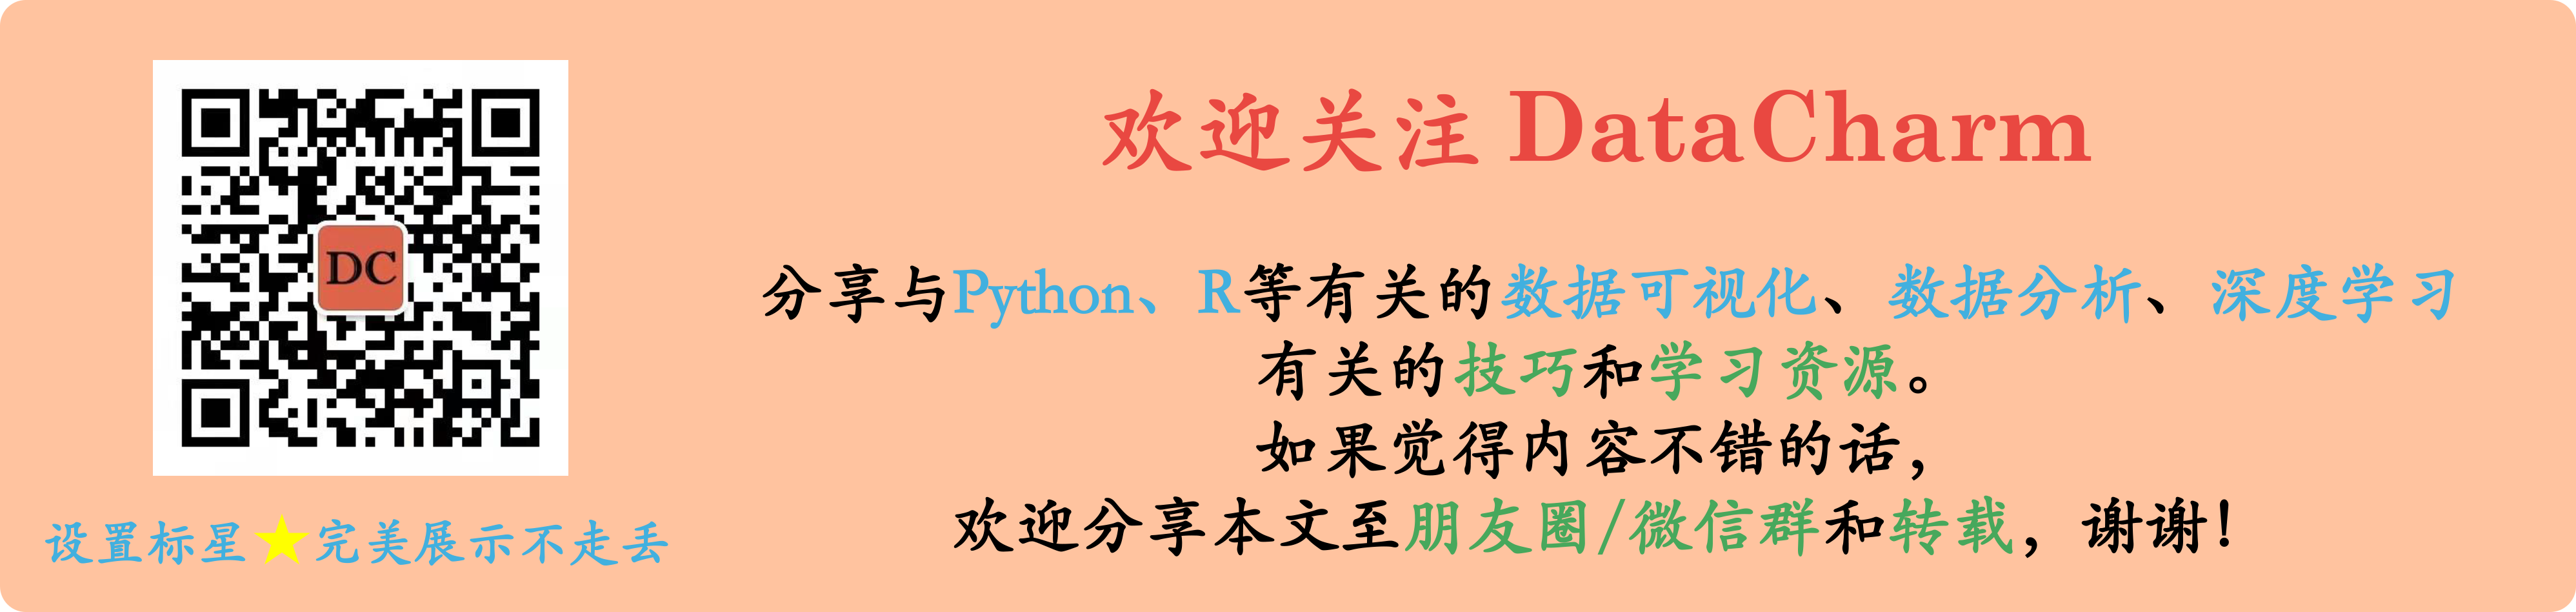 欢迎关注 DataCharm
分享与Python、R等有关的数据可视化、数据分析、深度学习
有关的技巧和学习资源。
如果觉得内容不错的话，
欢迎分享本文至朋友圈/微信群和转载，谢谢！
DC
设置标星★完美展示不走丢